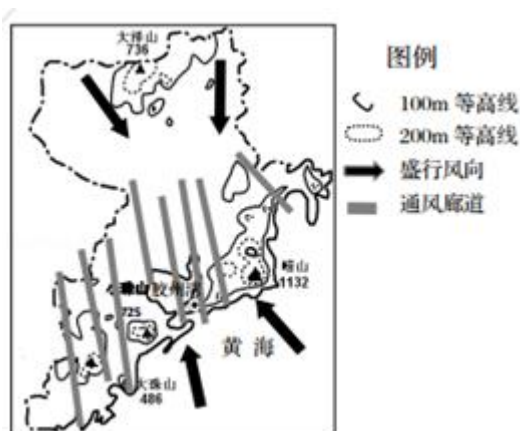 大泽山
736
图例
100m 等高线
200m 等高线
盛行风向
通风廊道
崂山
1132
胶州湾
725
黄海
大珠山
486